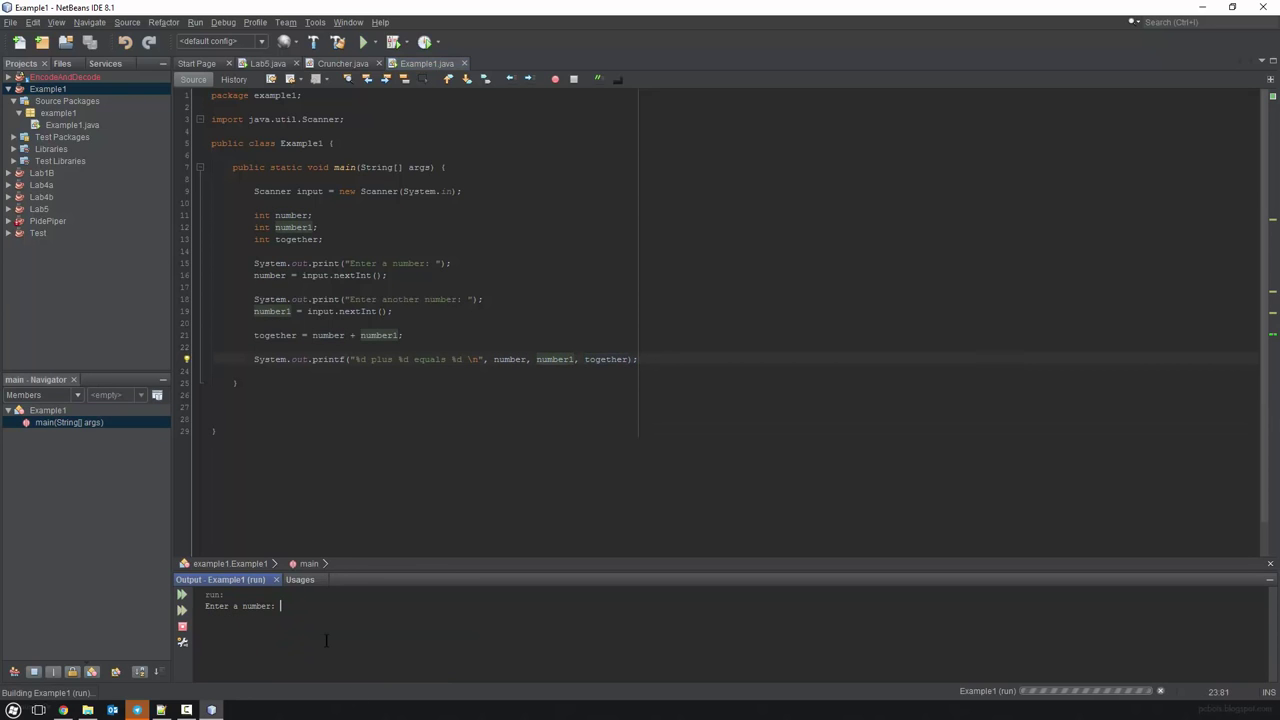 Example1 - NetBeans IDE 8.1
File Edit View Navigate Source Refactor Run Debug Profile Team Tools Window Help
Search (Ctrl+I)
<default config>
Projects Files Services
Start Page Lab5.java Cruncher.java Example1.java
Source History
EncodeAndDecode
Example1
Source Packages
example1
Example1.java
Test Packages
Libraries
Test Libraries
Lab1B
Lab4a
Lab4b
Lab5
PidePiper
Test
main - Navigator
Members <empty>
Example1
main(String[] args)
1 package example1;
2
3 import java.util.Scanner;
4
5 public class Example1 {
6
7 public static void main(String[] args) {
8
9 Scanner input = new Scanner(System.in);
10
11 int number;
12 int number1;
13 int together;
14
15 System.out.print("Enter a number: ");
16 number = input.nextInt();
17
18 System.out.print("Enter another number: ");
19 number1 = input.nextInt();
20
21 together = number + number1;
22
System.out.printf("%d plus %d equals %d \n", number, number1, together);
24
25 }
26
27
28
29 }
example1.Example1 main
Output - Example1 (run) Usages
run:
Enter a number:
Building Example1 (run)...
Example1 (run)
23:81
INS
pcbots.blogspot.com